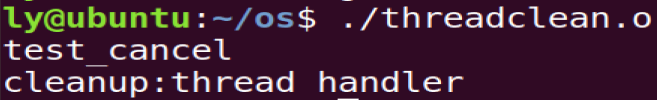 ly@ubuntu:~/os$ ./threadclean.o
test_cancel
cleanup:thread handler